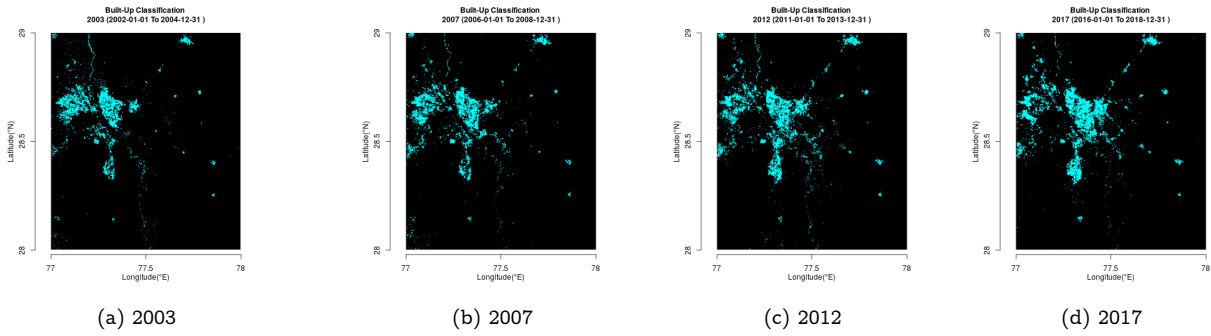 Built-Up Classification
2003 (2002-01-01 To 2004-12-31 )
Latitude(°N)
29
28.5
28
77
77.5
78
Longitude(°E)
(a) 2003
Built-Up Classification
2007 (2006-01-01 To 2008-12-31 )
Latitude(°N)
29
28.5
28
77
77.5
78
Longitude(°E)
(b) 2007
Built-Up Classification
2012 (2011-01-01 To 2013-12-31 )
Latitude(°N)
29
28.5
28
77
77.5
78
Longitude(°E)
(c) 2012
Built-Up Classification
2017 (2016-01-01 To 2018-12-31 )
Latitude(°N)
29
28.5
28
77
77.5
78
Longitude(°E)
(d) 2017